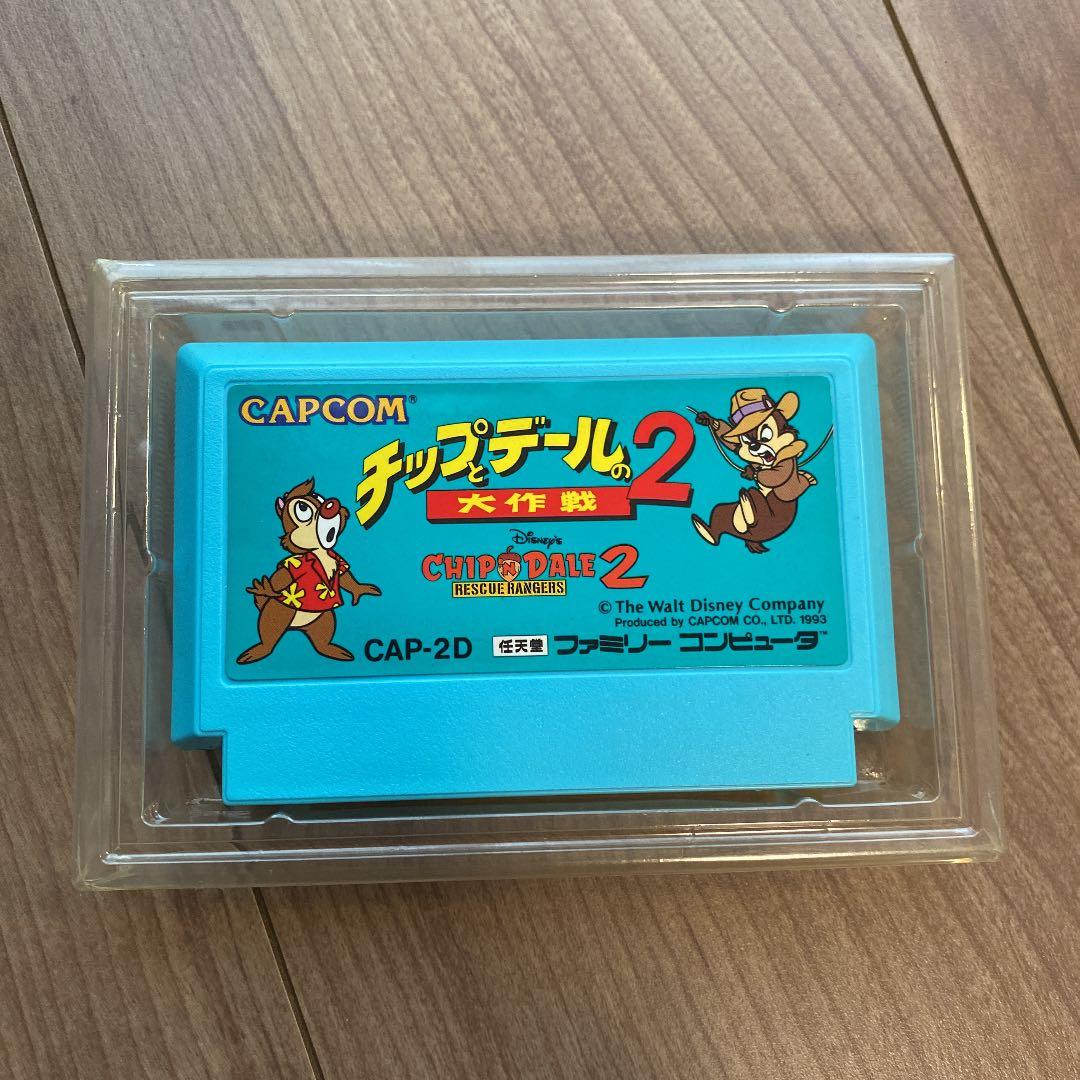 CAPCOM®
チップとデールの
大作戦2
Disney's
CHIP 'N DALE 2
RESCUE RANGERS
© The Walt Disney Company
Produced by CAPCOM CO., LTD. 1993
CAP-2D 任天堂 ファミリー コンピュータ™